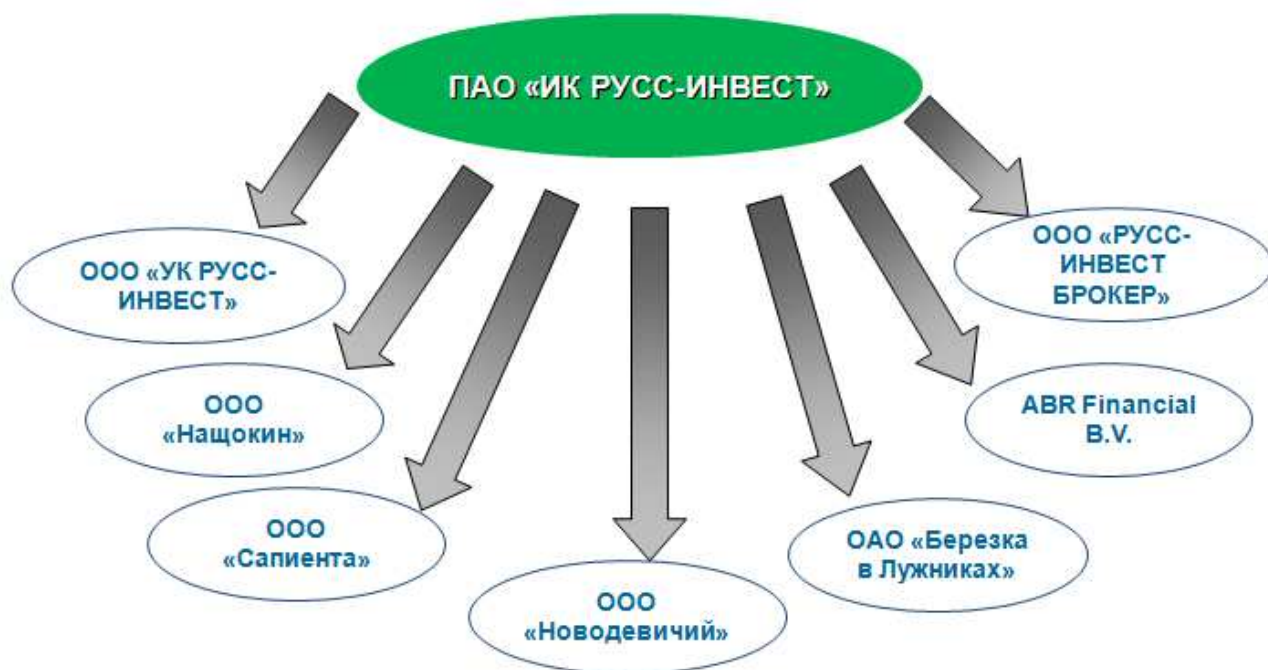 ПАО «ИК РУСС-ИНВЕСТ»
ООО «УК РУСС-
ИНВЕСТ»
ООО «РУСС-
ИНВЕСТ
БРОКЕР»
ООО
«Нащокин»
ABR Financial
B.V.
ООО
«Сапиента»
ОАО «Березка
в Лужниках»
ООО
«Новодевичий»